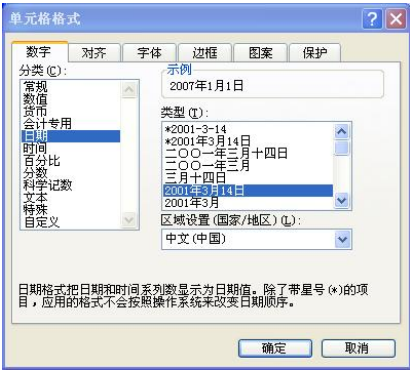 单元格格式
数字 对齐 字体 边框 图案 保护
分类(C):
常规
数值
货币
会计专用
日期
时间
百分比
分数
科学记数
文本
特殊
自定义
示例
2007年1月1日
类型(T):
*2001-3-14
*2001年3月14日
二〇〇一年三月十四日
二〇〇一年三月
三月十四日
2001年3月14日
2001年3月
区域设置(国家/地区)(L):
中文(中国)
日期格式把日期和时间系列数显示为日期值。除了带星号(*)的项
目，应用的格式不会按照操作系统来改变日期顺序。
确定 取消